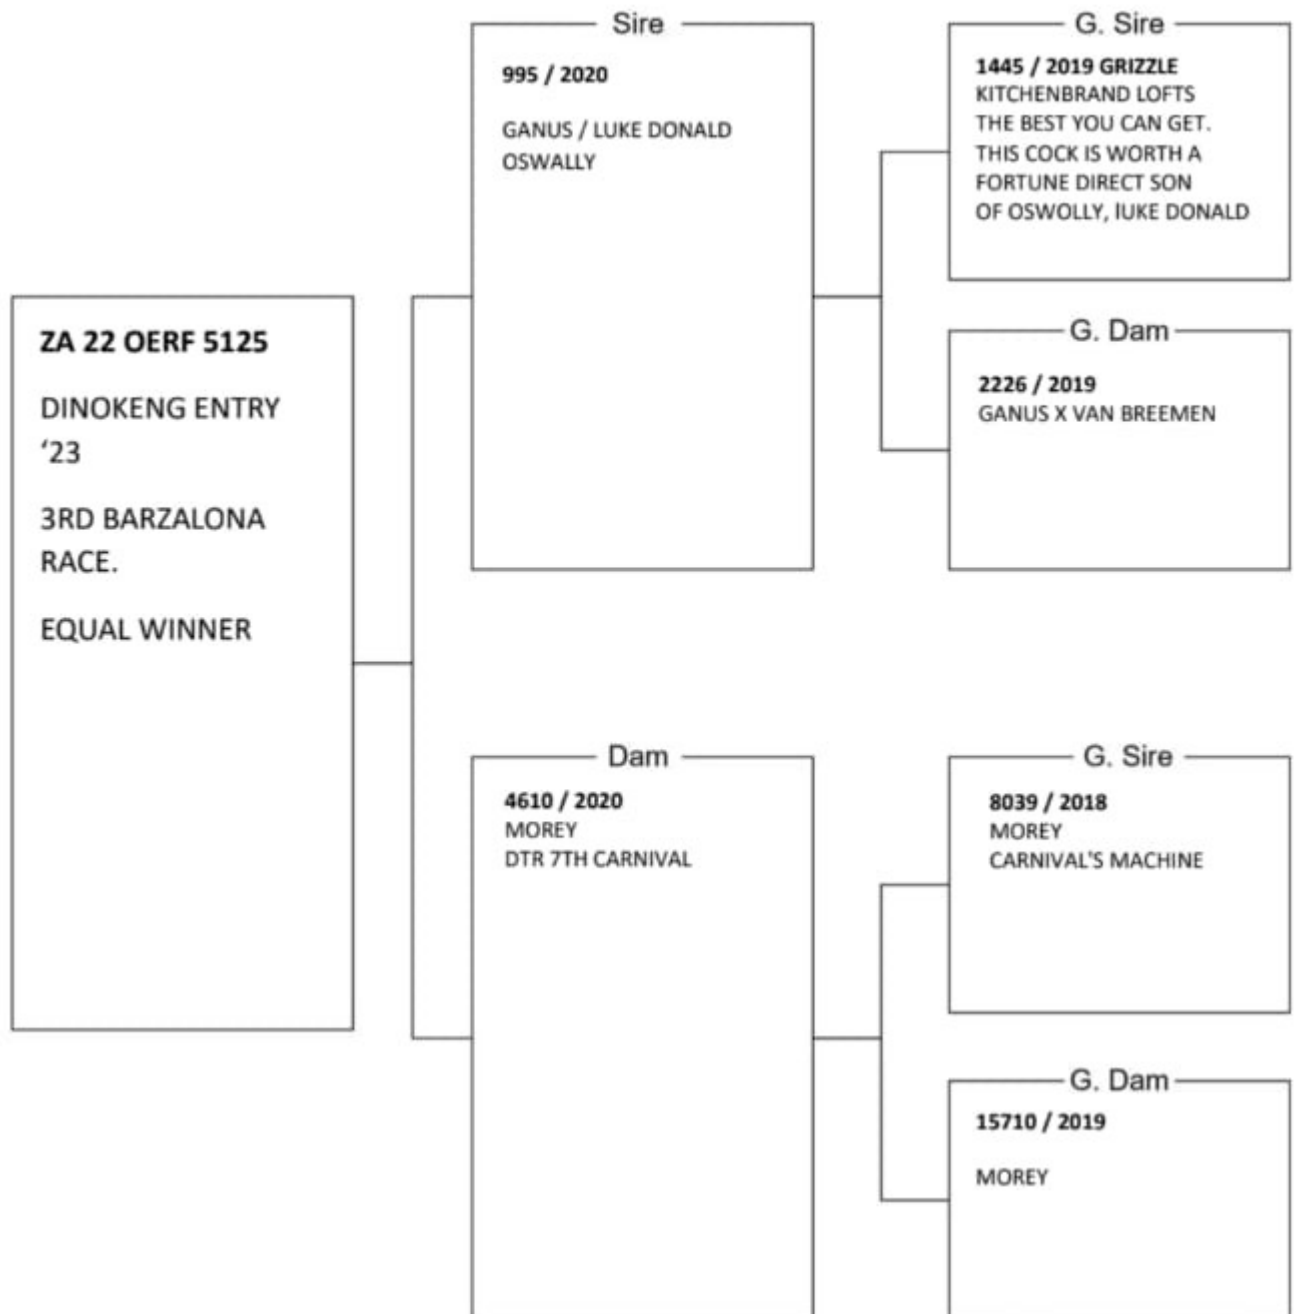 ZA 22 OERF 5125
DINOKENG ENTRY
‘23
3RD BARZALONA
RACE.
EQUAL WINNER
Sire
995 / 2020
GANUS / LUKE DONALD
OSWALLY
G. Sire
1445 / 2019 GRIZZLE
KITCHENBRAND LOFTS
THE BEST YOU CAN GET.
THIS COCK IS WORTH A
FORTUNE DIRECT SON
OF OSWOLLY, lUKE DONALD
G. Dam
2226 / 2019
GANUS X VAN BREEMEN
Dam
4610 / 2020
MOREY
DTR 7TH CARNIVAL
G. Sire
8039 / 2018
MOREY
CARNIVAL'S MACHINE
G. Dam
15710 / 2019
MOREY